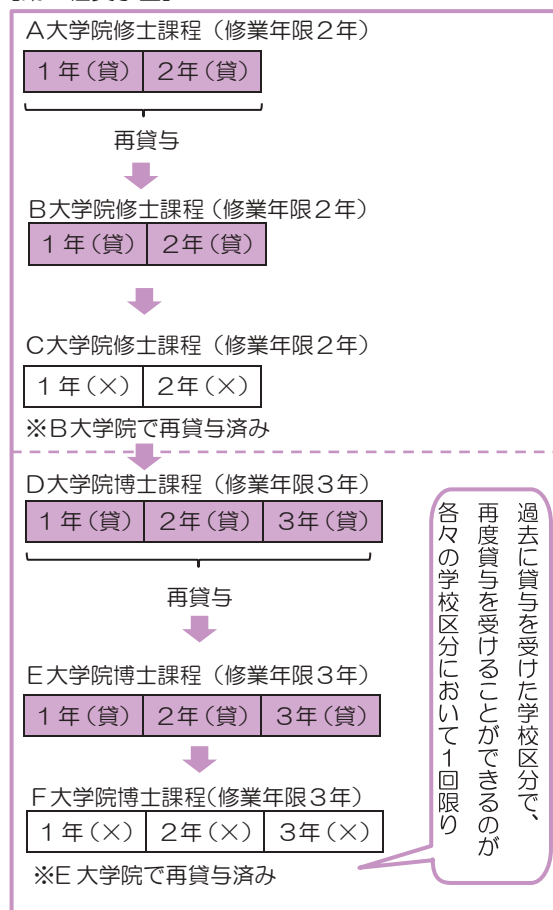 A大学院修士課程（修業年限2年）
1年(貸) 2年(貸)
再貸与
B大学院修士課程（修業年限2年）
1年(貸) 2年(貸)
C大学院修士課程（修業年限2年）
1年(×) 2年(×)
※B大学院で再貸与済み
D大学院博士課程（修業年限3年）
1年(貸) 2年(貸) 3年(貸)
再貸与
E大学院博士課程（修業年限3年）
1年(貸) 2年(貸) 3年(貸)
F大学院博士課程(修業年限3年)
1年(×) 2年(×) 3年(×)
※E大学院で再貸与済み
過去に貸与を受けた学校区分で、
再度貸与を受けることができるのが
各々の学校区分において1回限り